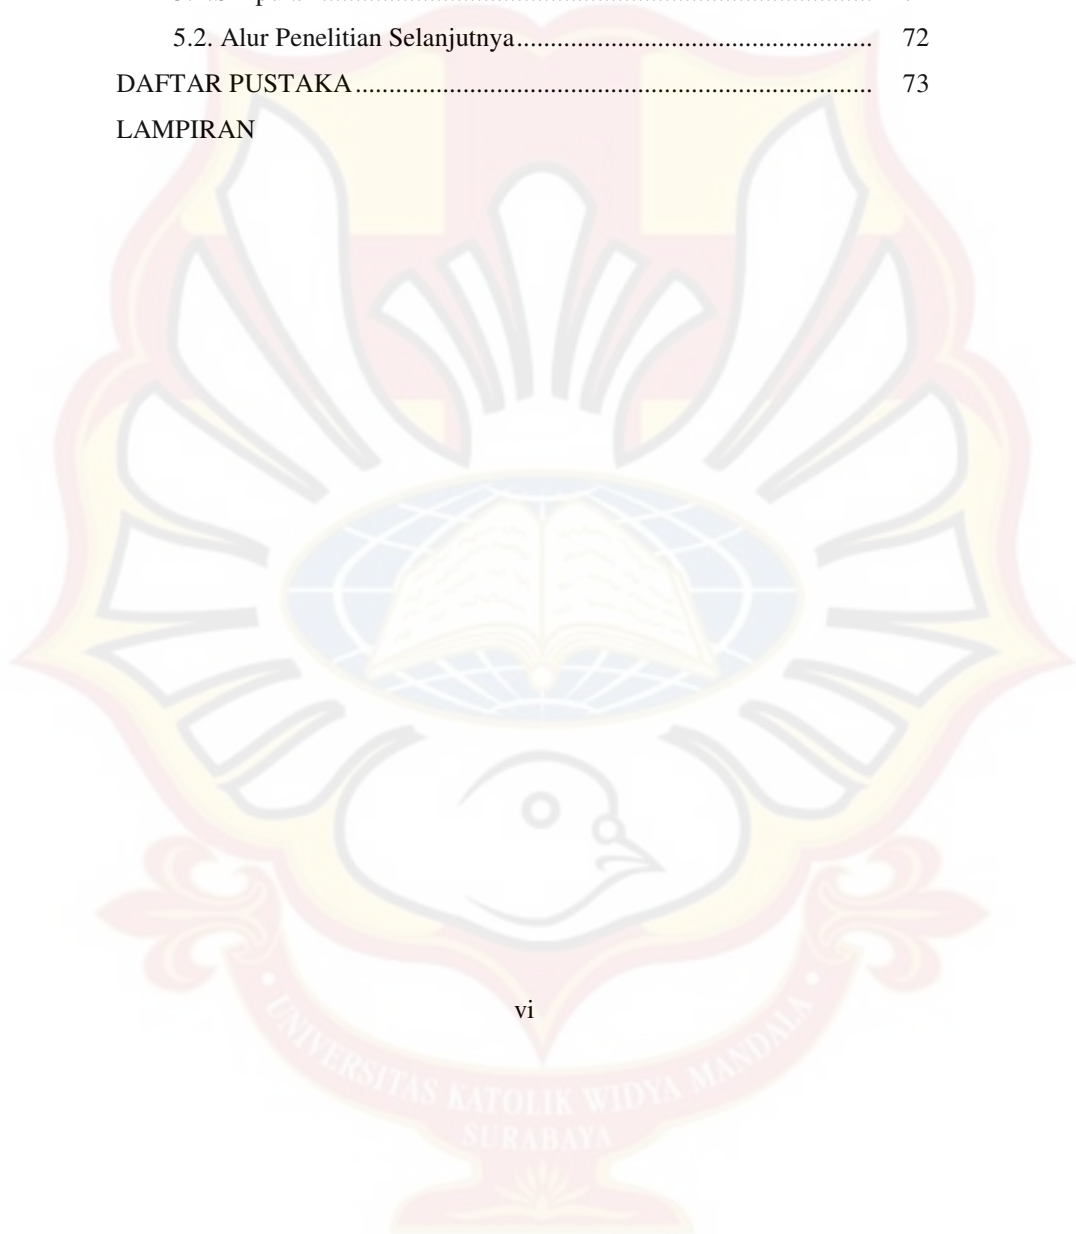 5.2. Alur Penelitian Selanjutnya.................................................... 72
DAFTAR PUSTAKA............................................................................ 73
LAMPIRAN
vi
• UNIVERSITAS KATOLIK WIDYA MANDALA •
SURABAYA